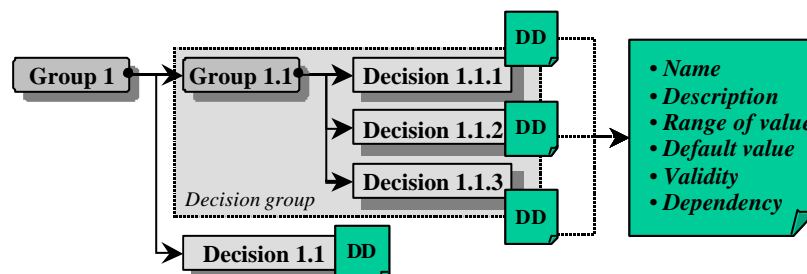 DD
Group 1
Group 1.1
Decision 1.1.1
• Name
• Description
• Range of value
• Default value
• Validity
• Dependency
Decision 1.1.2
DD
Decision 1.1.3
Decision group
DD
Decision 1.1
DD